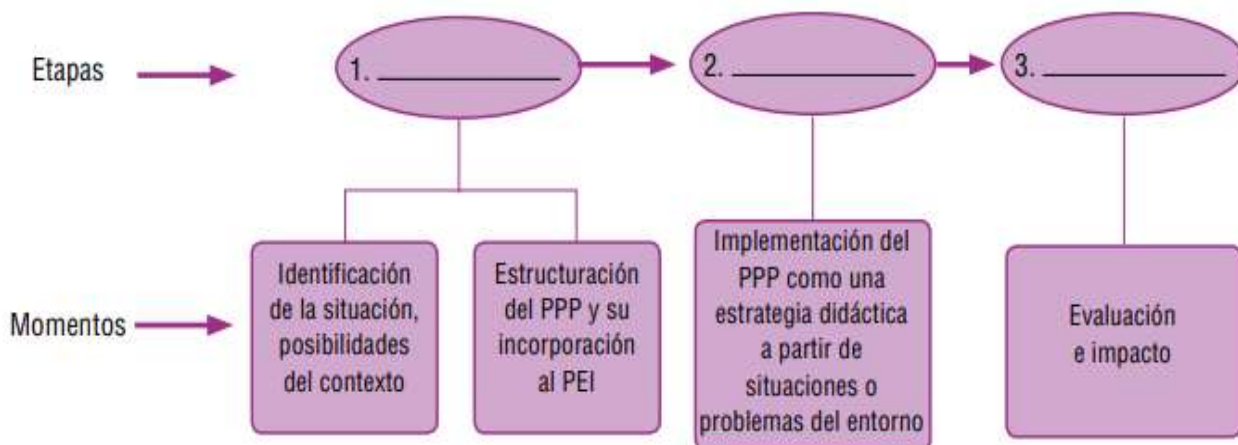 Etapas
1. ____________
2. ____________
3. ____________
Momentos
Identificación
de la situación,
posibilidades
del contexto
Estructuración
del PPP y su
incorporación
al PEI
Implementación del
PPP como una
estrategia didáctica
a partir de
situaciones o
problemas del entorno
Evaluación
e impacto